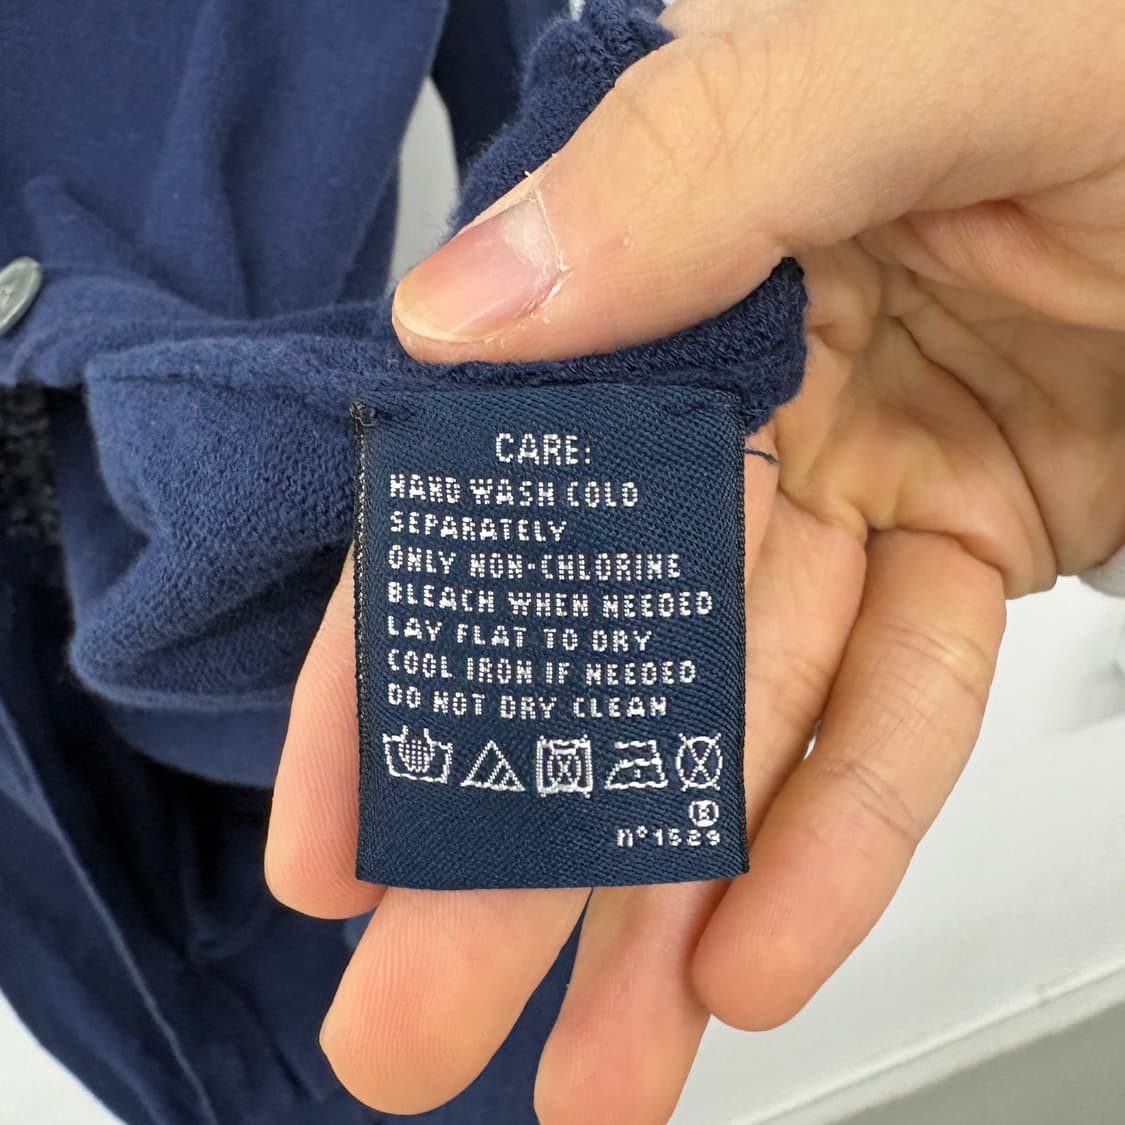 CARE:
HAND WASH COLD
SEPARATELY
ONLY NON-CHLORINE
BLEACH WHEN NEEDED
LAY FLAT TO DRY
COOL IRON IF NEEDED
DO NOT DRY CLEAN
n° 1529